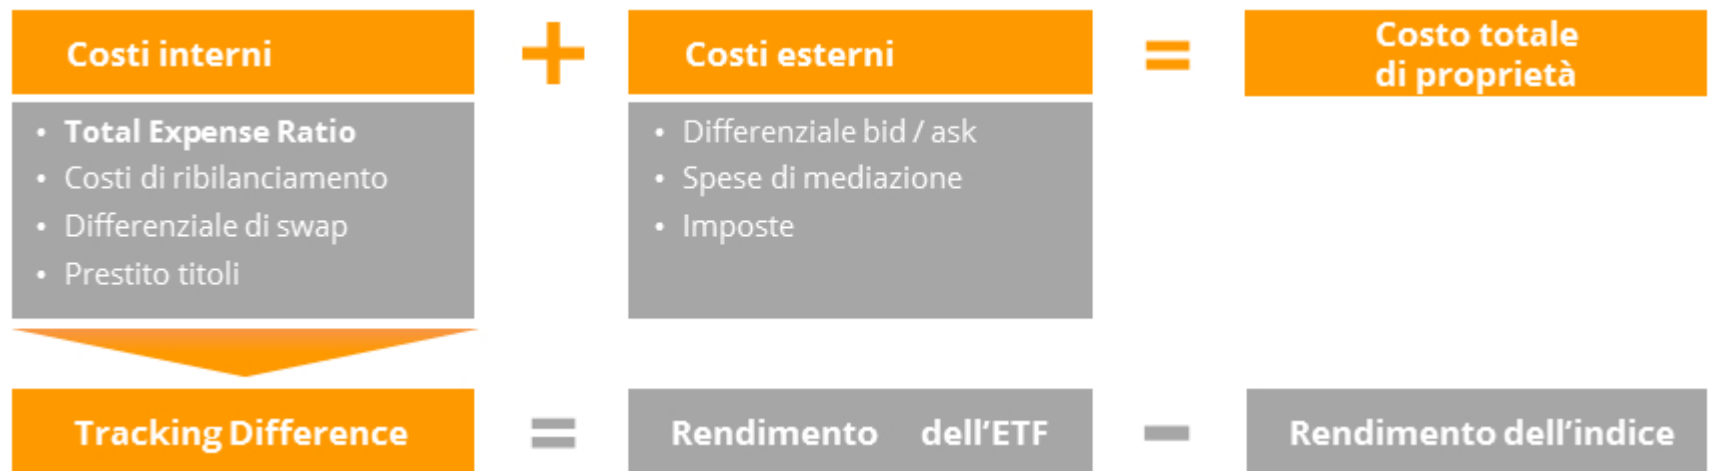 Costi interni
+
Costi esterni
=
Costo totale
di proprietà
• Total Expense Ratio
• Costi di ribilanciamento
• Differenziale di swap
• Prestito titoli
• Differenziale bid / ask
• Spese di mediazione
• Imposte
Tracking Difference
=
Rendimento dell'ETF
-
Rendimento dell'indice